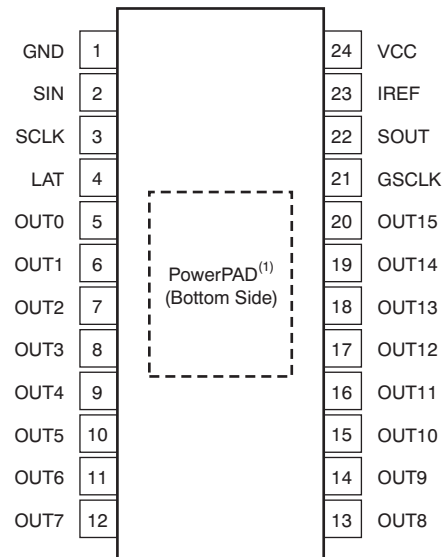 GND 1 24 VCC
SIN 2 23 IREF
SCLK 3 22 SOUT
LAT 4 21 GSCLK
OUT0 5 20 OUT15
OUT1 6 19 OUT14
OUT2 7 18 OUT13
OUT3 8 17 OUT12
OUT4 9 16 OUT11
OUT5 10 15 OUT10
OUT6 11 14 OUT9
OUT7 12 13 OUT8
PowerPAD(1)
(Bottom Side)